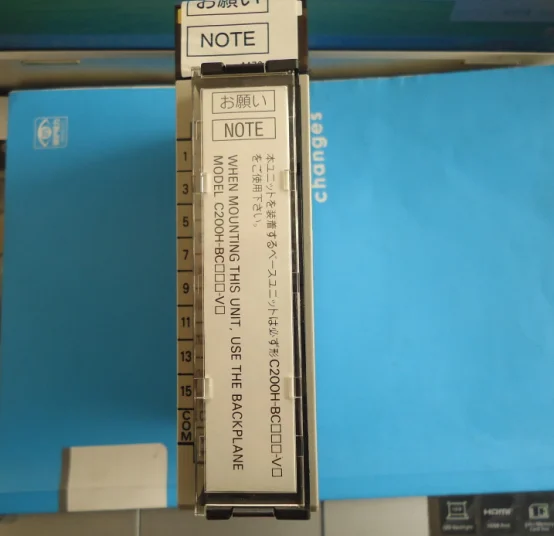 お願い
NOTE
お願い
NOTE
本ユニットを装着するベースユニットは必ず形C200H-BC□□□-V□
をご使用下さい。
WHEN MOUNTING THIS UNIT, USE THE BACKPLANE
MODEL C200H-BC□□□-V□
1
3
5
7
9
11
13
15
COM
changes
HDMI